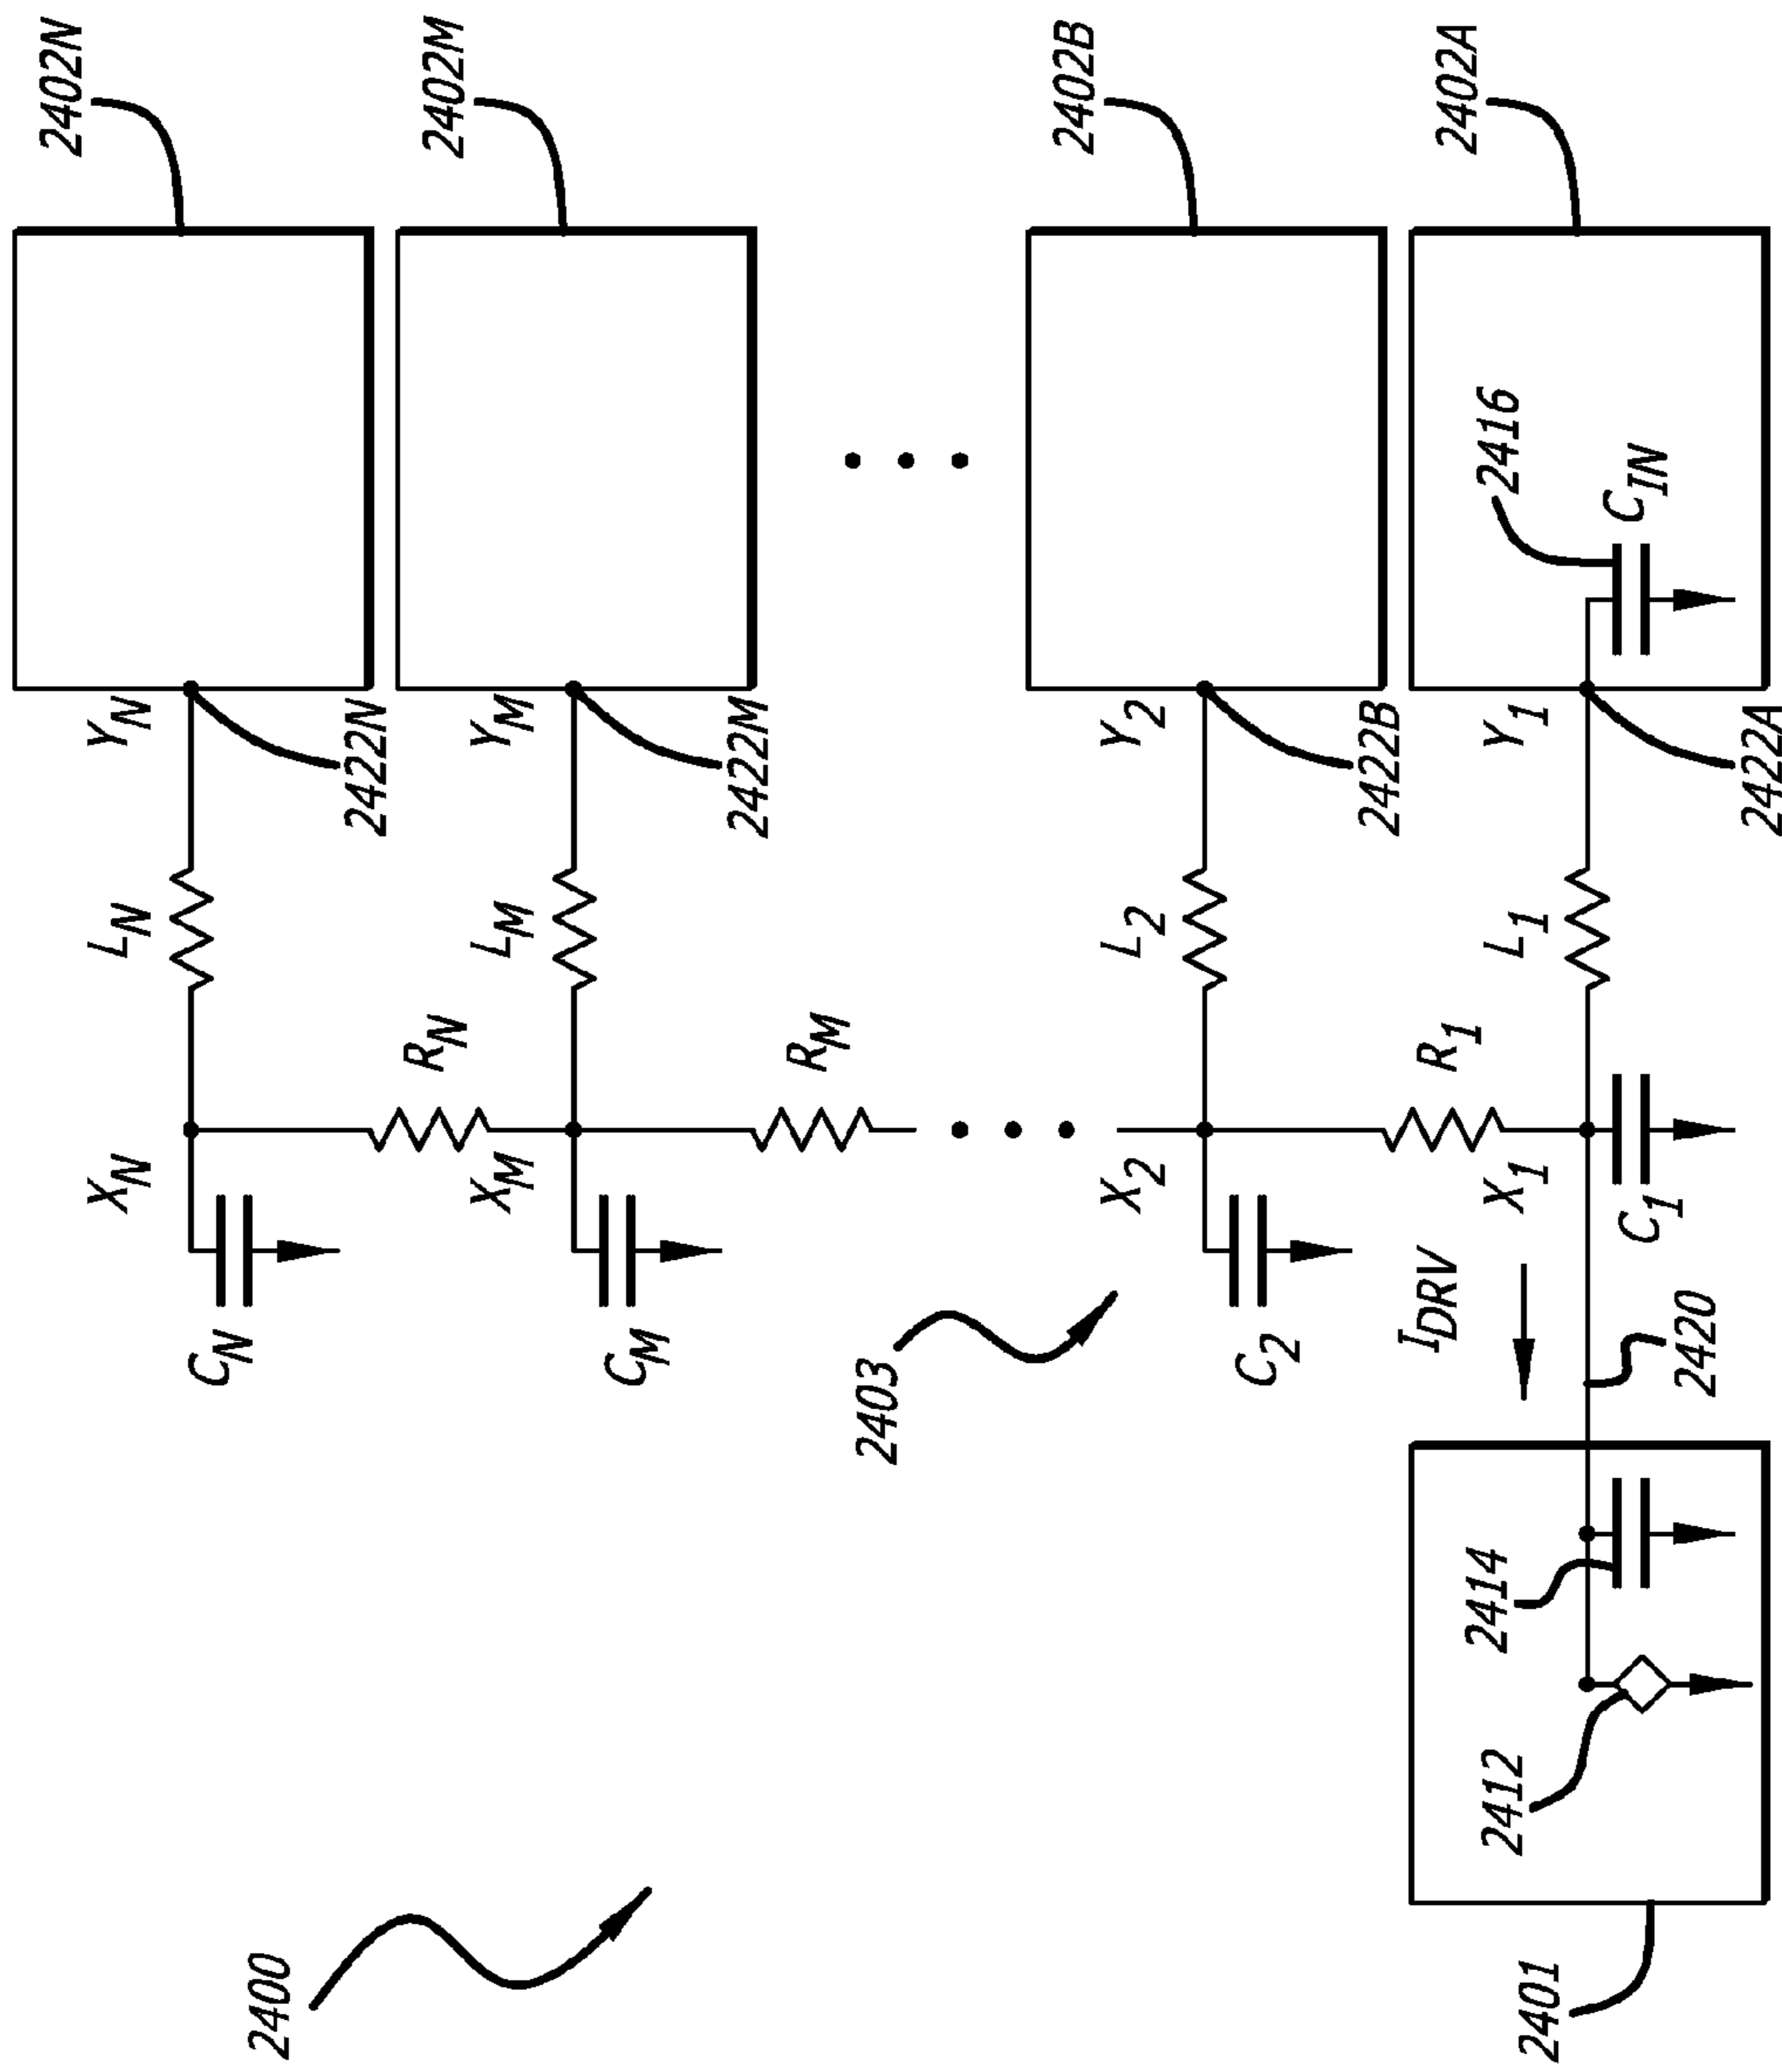 2402N
2402M
2402B
2402A
2416
C_IN
Y_N
Y_M
Y_2
Y_1
2422N
2422M
2422B
2422A
L_N
L_M
L_2
L_1
R_N
R_M
R_1
X_N
X_M
X_2
X_1
C_N
C_M
C_2
C_1
2403
I_DRV
2420
2414
2412
2400
2401